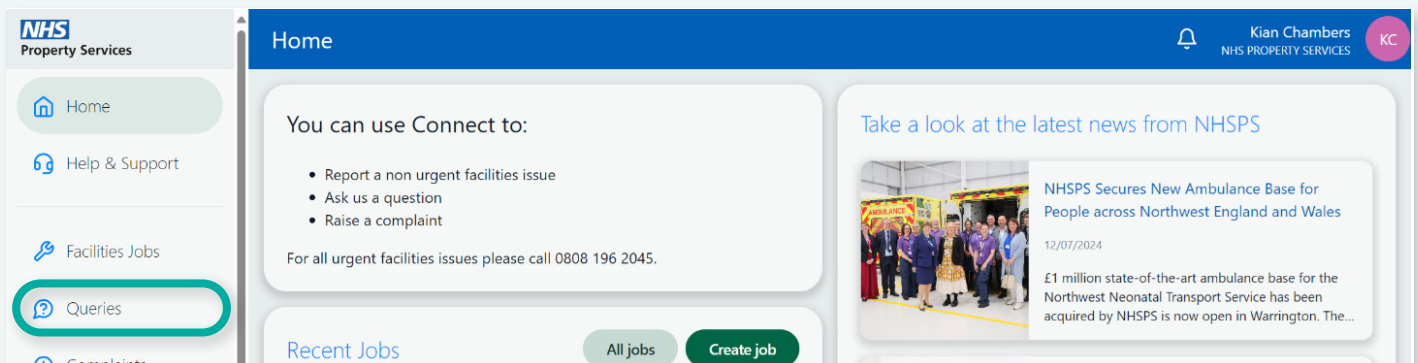 NHS
Property Services
Home
Help & Support
Facilities Jobs
Queries
Complaints
Home
Kian Chambers
NHS PROPERTY SERVICES
KC
You can use Connect to:
Report a non urgent facilities issue
Ask us a question
Raise a complaint
For all urgent facilities issues please call 0808 196 2045.
Recent Jobs
All jobs
Create job
Take a look at the latest news from NHSPS
AMBULANCE
NHSPS Secures New Ambulance Base for
People across Northwest England and Wales
12/07/2024
£1 million state-of-the-art ambulance base for the
Northwest Neonatal Transport Service has been
acquired by NHSPS is now open in Warrington. The...